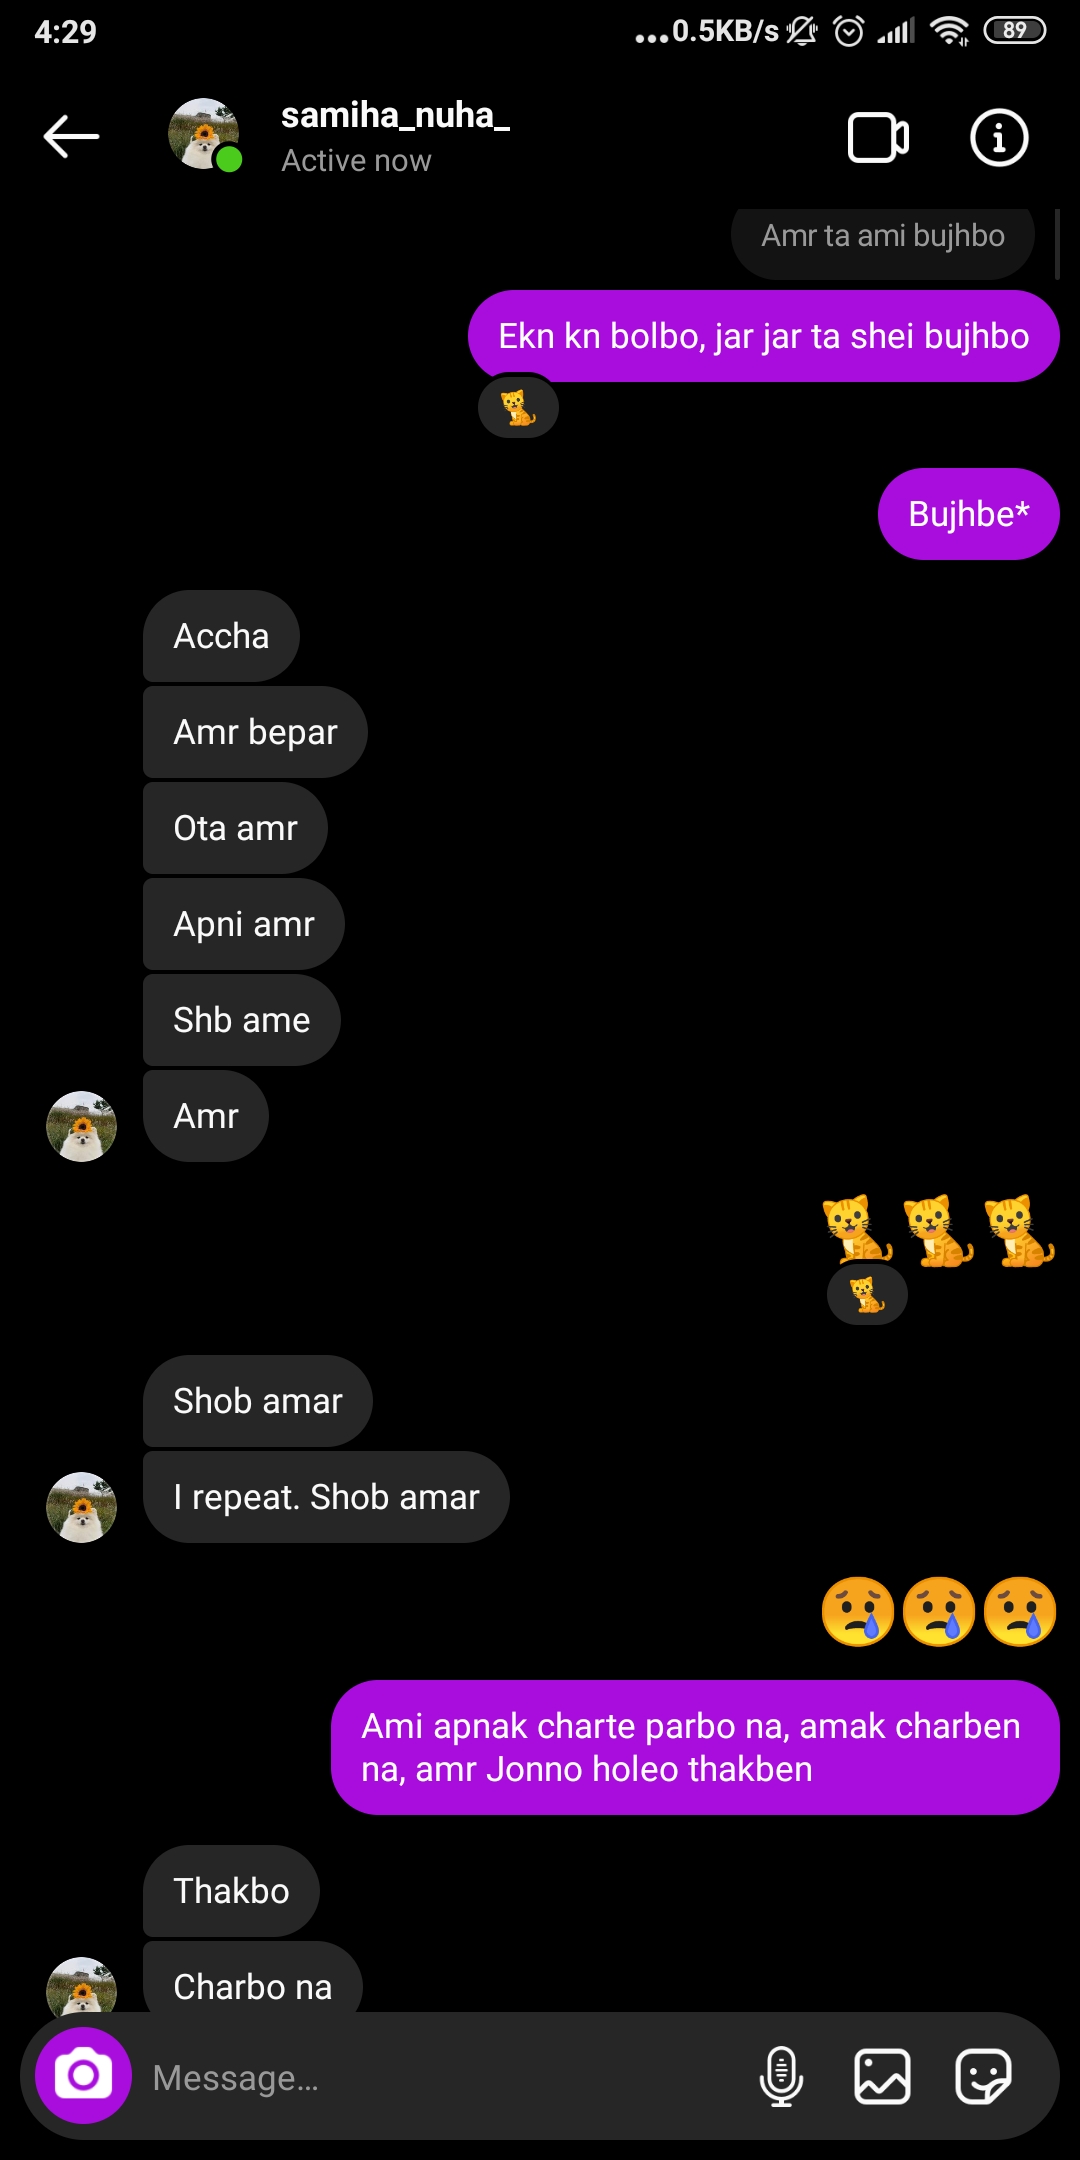 4:29
...0.5KB/s
89
samiha_nuha_
Active now
Amr ta ami bujhbo
Ekn kn bolbo, jar jar ta shei bujhbo
Bujhbe*
Accha
Amr bepar
Ota amr
Apni amr
Shb ame
Amr
Shob amar
I repeat. Shob amar
Ami apnak charte parbo na, amak charben
na, amr Jonno holeo thakben
Thakbo
Charbo na
Message...